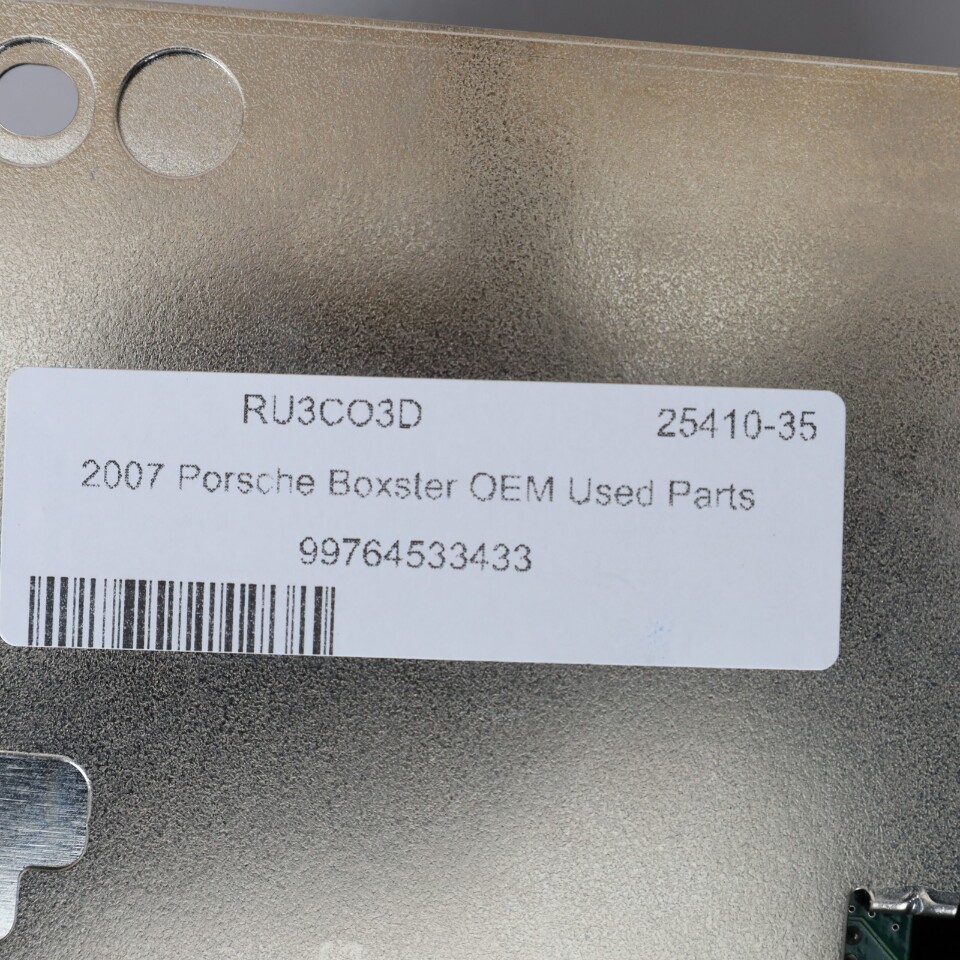 RU3CO3D 25410-35
2007 Porsche Boxster OEM Used Parts
99764533433